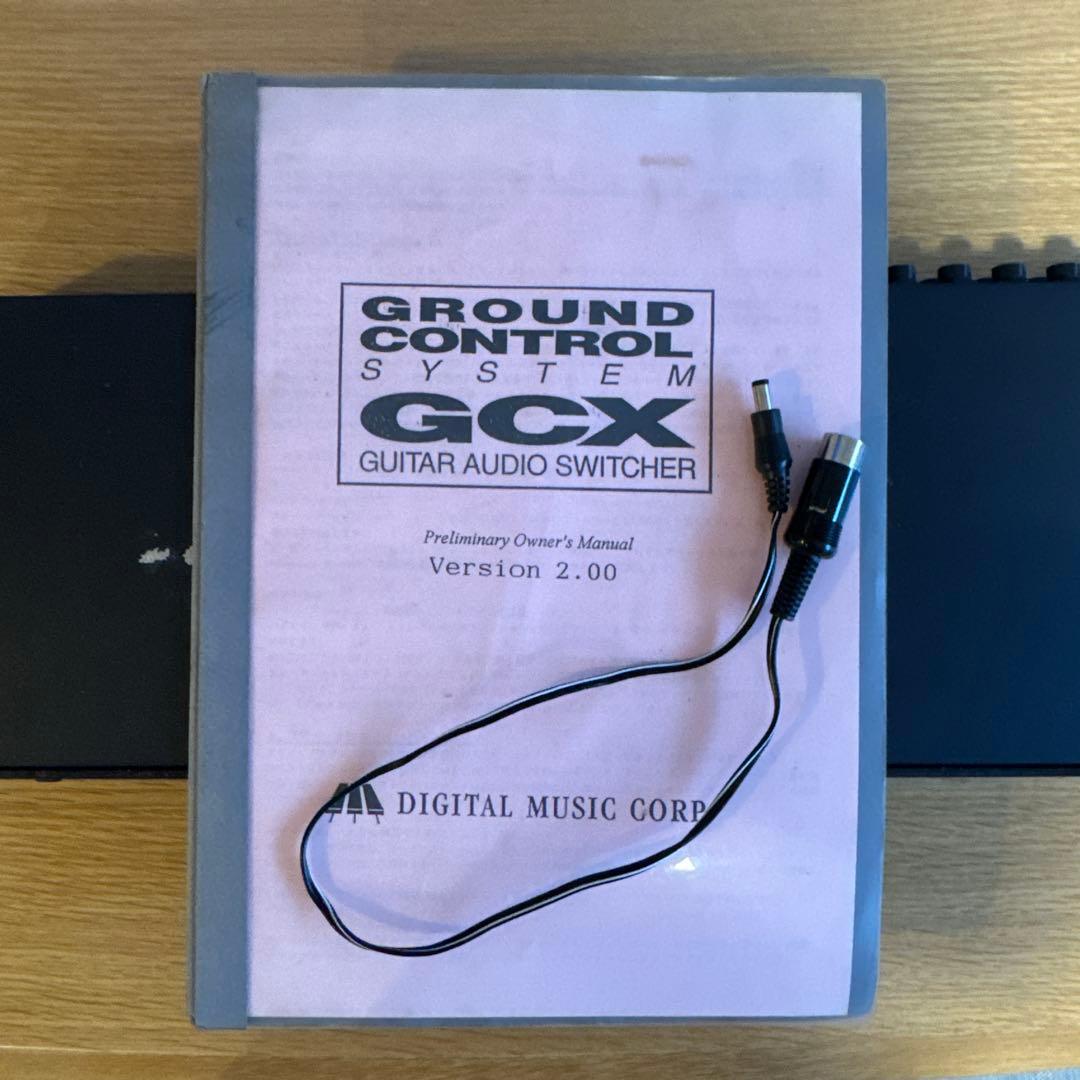 GROUND
CONTROL
SYSTEM
GCX
GUITAR AUDIO SWITCHER
Preliminary Owner's Manual
Version 2.00
DIGITAL MUSIC CORP